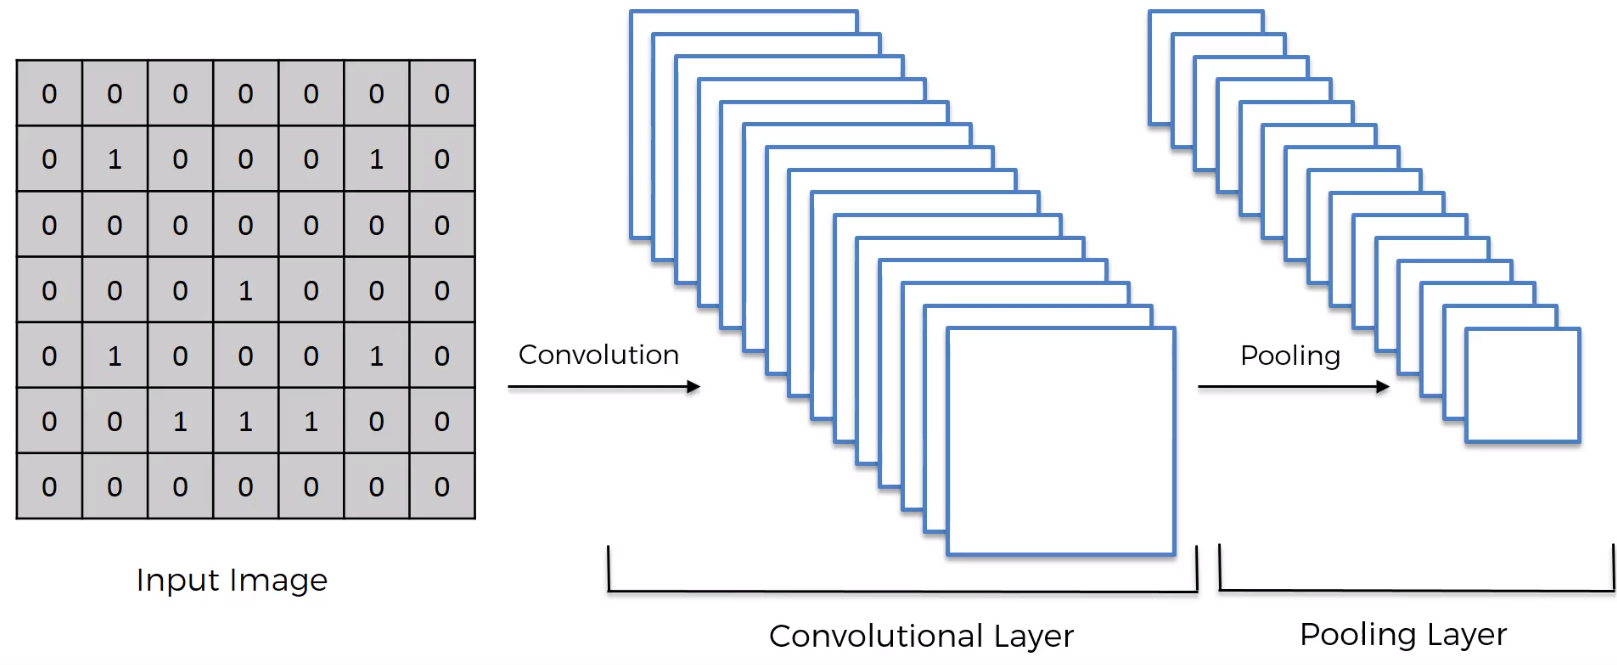 0 0 0 0 0 0 0
0 1 0 0 0 1 0
0 0 0 0 0 0 0
0 0 0 1 0 0 0
0 1 0 0 0 1 0
0 0 1 1 1 0 0
0 0 0 0 0 0 0
Input Image
Convolution
Convolutional Layer
Pooling
Pooling Layer